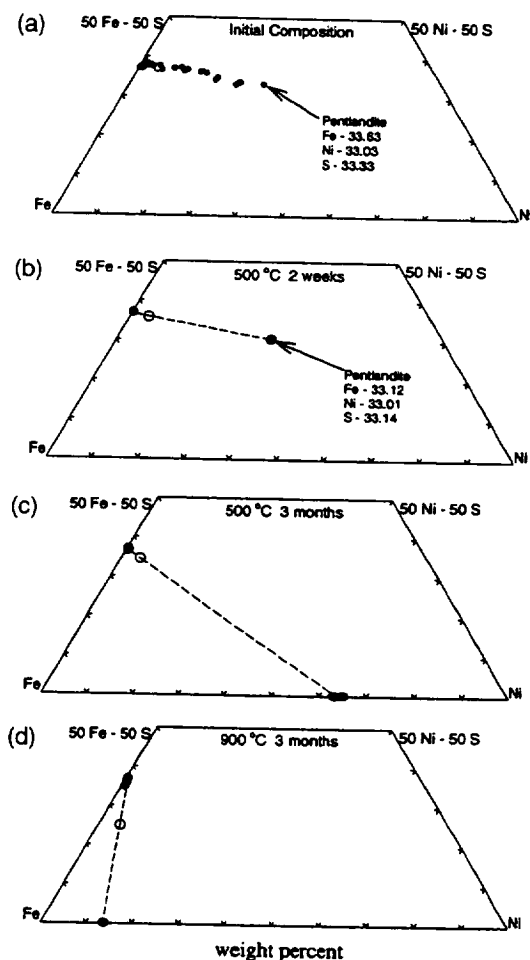 (a)
50 Fe - 50 S
Initial Composition
50 Ni - 50 S
Pentlandite
Fe - 33.63
Ni - 33.03
S - 33.33
Fe
Ni
(b)
50 Fe - 50 S
500 °C 2 weeks
50 Ni - 50 S
Pentlandite
Fe - 33.12
Ni - 33.01
S - 33.14
Fe
Ni
(c)
50 Fe - 50 S
500 °C 3 months
50 Ni - 50 S
Fe
Ni
(d)
50 Fe - 50 S
900 °C 3 months
50 Ni - 50 S
Fe
Ni
weight percent